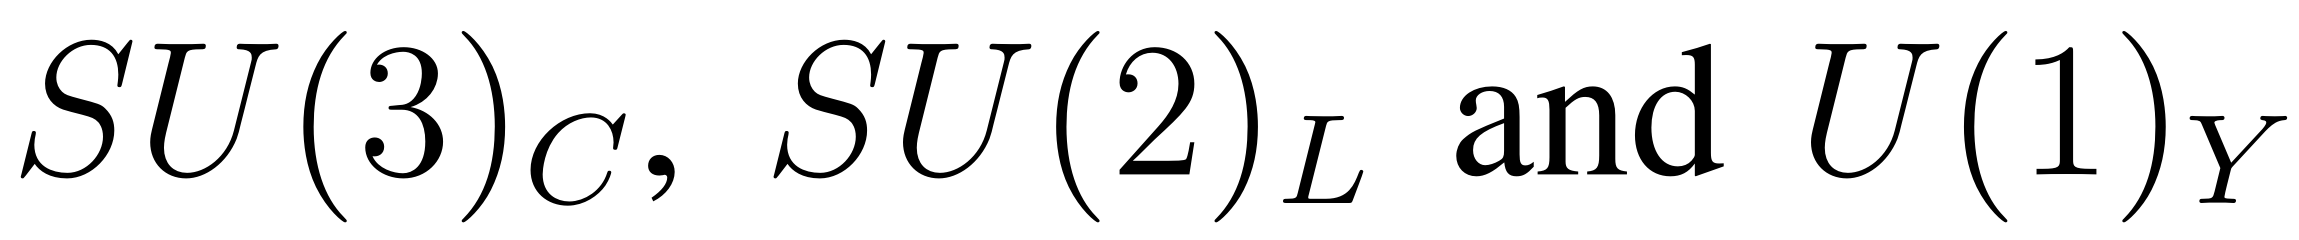 $SU(3)_C$, $SU(2)_L$ and $U(1)_Y$